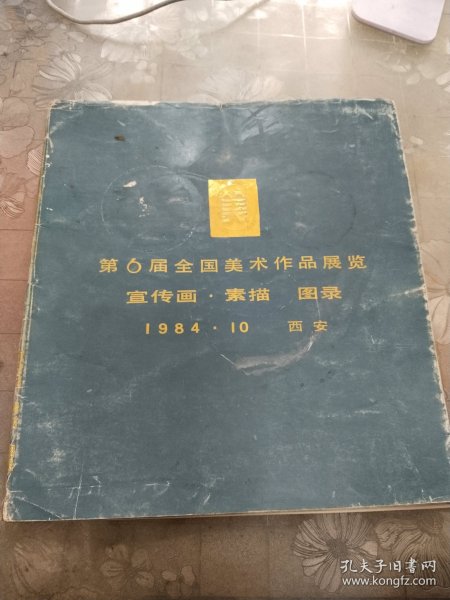 第6届全国美术作品展览
宣传画·素描 图录
1984·10 西安
孔夫子旧书网
www.kongfz.com